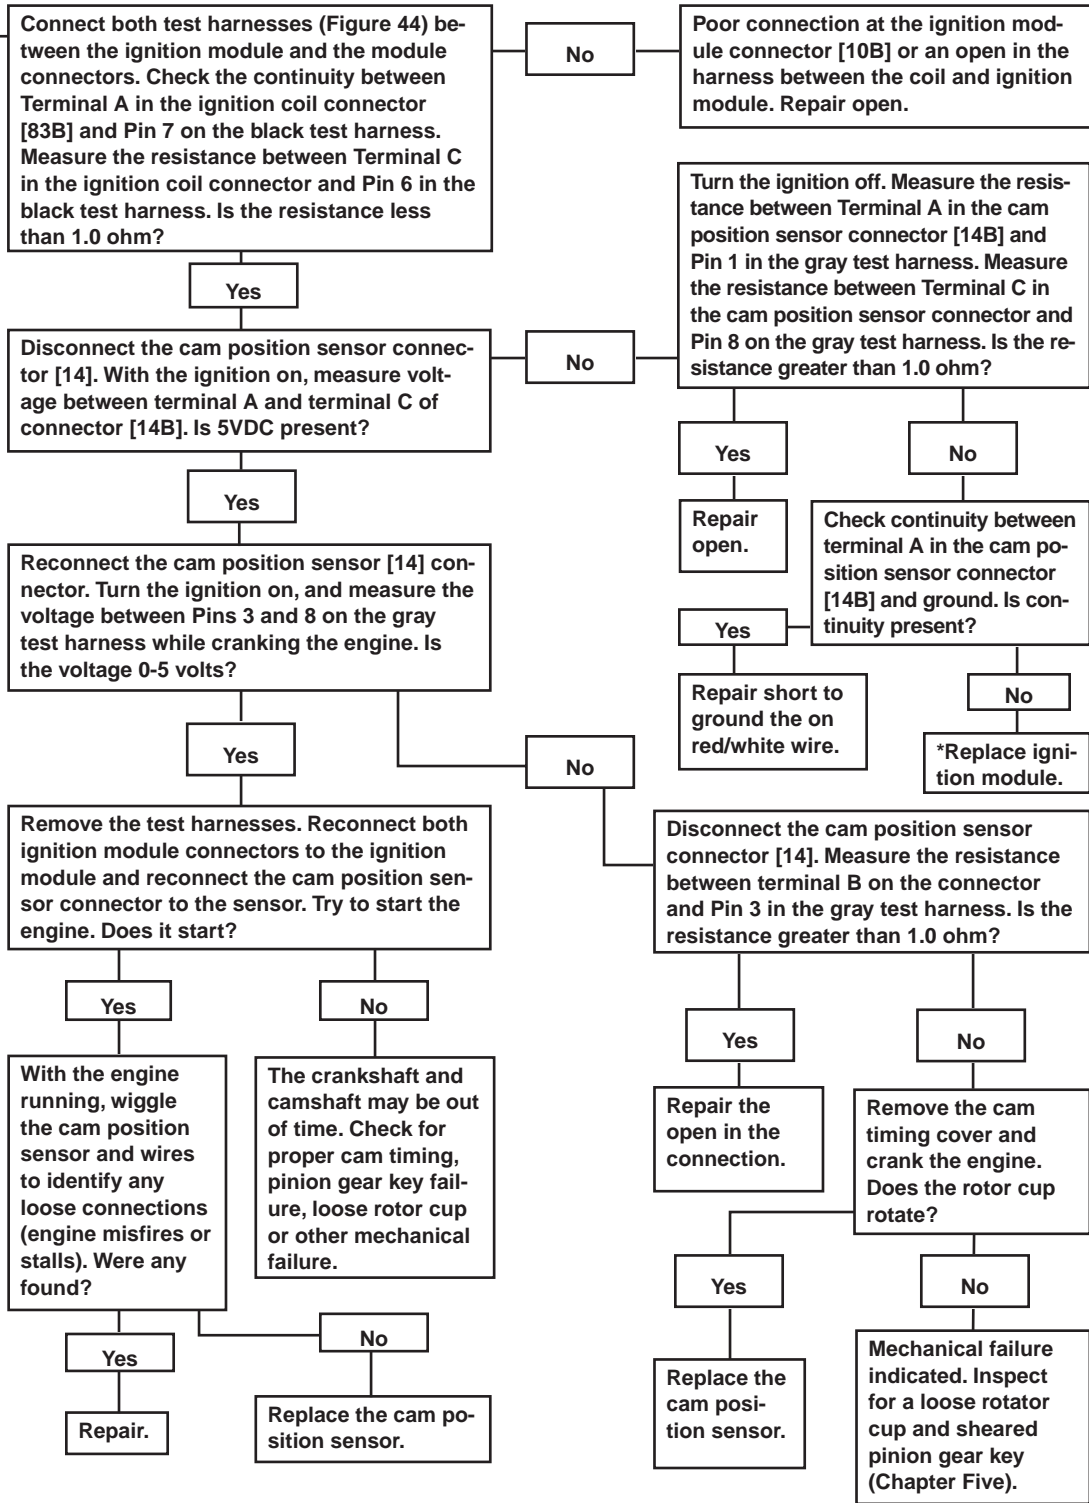 Connect both test harnesses (Figure 44) be-
tween the ignition module and the module
connectors. Check the continuity between
Terminal A in the ignition coil connector
[83B] and Pin 7 on the black test harness.
Measure the resistance between Terminal C
in the ignition coil connector and Pin 6 in the
black test harness. Is the resistance less
than 1.0 ohm?
No
Poor connection at the ignition mod-
ule connector [10B] or an open in the
harness between the coil and ignition
module. Repair open.
Yes
Disconnect the cam position sensor connec-
tor [14]. With the ignition on, measure volt-
age between terminal A and terminal C of
connector [14B]. Is 5VDC present?
No
Turn the ignition off. Measure the resis-
tance between Terminal A in the cam
position sensor connector [14B] and
Pin 1 in the gray test harness. Measure
the resistance between Terminal C in
the cam position sensor connector and
Pin 8 on the gray test harness. Is the re-
sistance greater than 1.0 ohm?
Yes
Repair
open.
No
Check continuity between
terminal A in the cam po-
sition sensor connector
[14B] and ground. Is con-
tinuity present?
Yes
Repair short to
ground the on
red/white wire.
No
*Replace igni-
tion module.
Yes
Reconnect the cam position sensor [14] con-
nector. Turn the ignition on, and measure the
voltage between Pins 3 and 8 on the gray
test harness while cranking the engine. Is
the voltage 0-5 volts?
Yes
No
Remove the test harnesses. Reconnect both
ignition module connectors to the ignition
module and reconnect the cam position sen-
sor connector to the sensor. Try to start the
engine. Does it start?
Disconnect the cam position sensor
connector [14]. Measure the resistance
between terminal B on the connector
and Pin 3 in the gray test harness. Is the
resistance greater than 1.0 ohm?
Yes
No
With the engine
running, wiggle
the cam position
sensor and wires
to identify any
loose connections
(engine misfires or
stalls). Were any
found?
The crankshaft and
camshaft may be out
of time. Check for
proper cam timing,
pinion gear key fail-
ure, loose rotor cup
or other mechanical
failure.
Yes
Repair.
No
Replace the cam po-
sition sensor.
Yes
Repair the
open in the
connection.
No
Remove the cam
timing cover and
crank the engine.
Does the rotor cup
rotate?
Yes
Replace the
cam posi-
tion sensor.
No
Mechanical failure
indicated. Inspect
for a loose rotator
cup and sheared
pinion gear key
(Chapter Five).